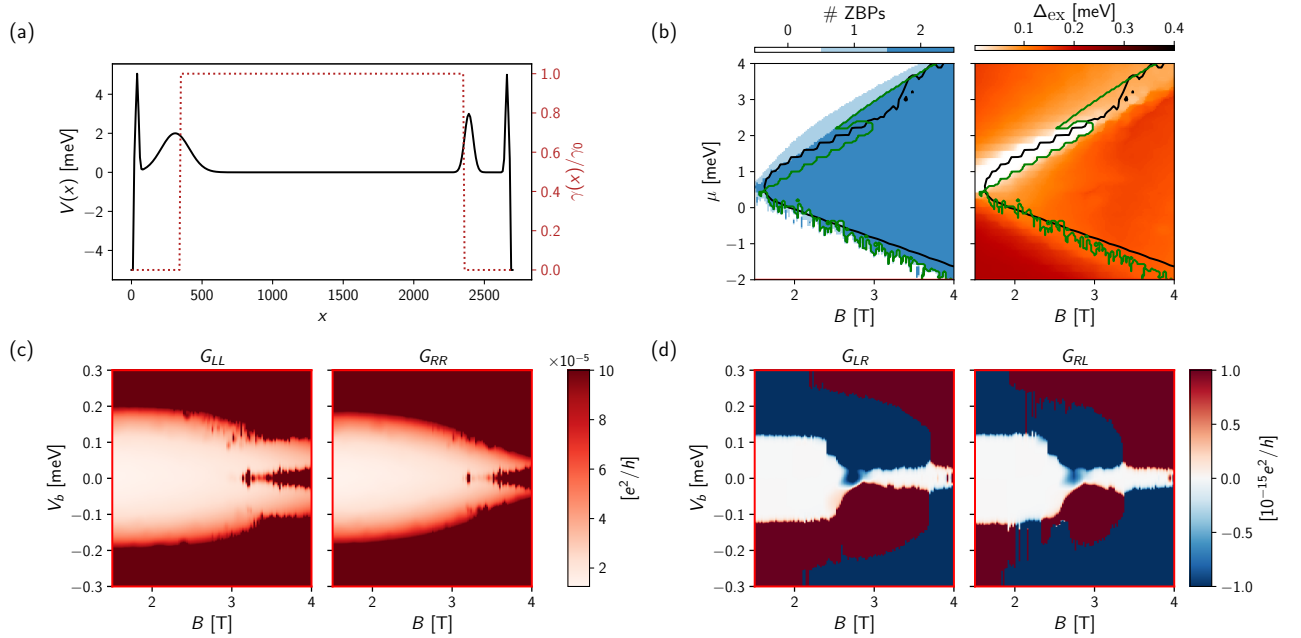 (a)
V(x) [meV]
4
2
0
−2
−4
0
500
1000
1500
2000
2500
x
1.0
0.8
0.6
0.4
0.2
0.0
γ(x)/γ0
(b)
# ZBPs
0 1 2
Δex [meV]
0.1 0.2 0.3 0.4
μ [meV]
4
3
2
1
0
−1
−2
2 3 4
B [T]
2 3 4
B [T]
(c)
GLL
GRR
×10−5
V_b [meV]
0.3
0.2
0.1
0.0
−0.1
−0.2
−0.3
2 3 4
B [T]
2 3 4
B [T]
10
8
6
4
2
[e2/h]
(d)
GLR
GRL
V_b [meV]
0.3
0.2
0.1
0.0
−0.1
−0.2
−0.3
2 3 4
B [T]
2 3 4
B [T]
1.0
0.5
0.0
−0.5
−1.0
[10−15 e2/h]